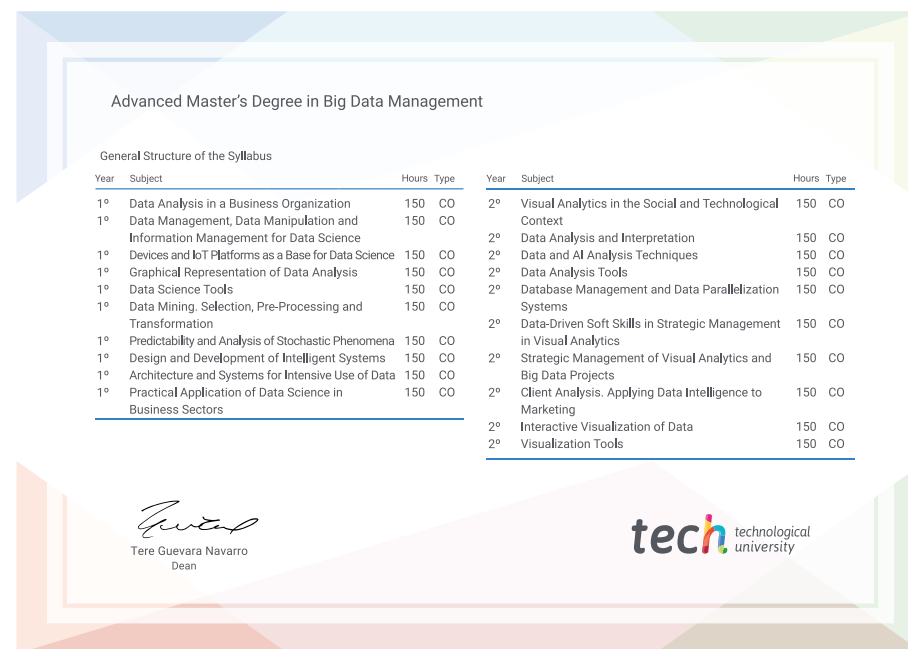 Advanced Master's Degree in Big Data Management
General Structure of the Syllabus
Year Subject Hours Type
1º Data Analysis in a Business Organization 150 CO
1º Data Management, Data Manipulation and 150 CO
Information Management for Data Science
1º Devices and IoT Platforms as a Base for Data Science 150 CO
1º Graphical Representation of Data Analysis 150 CO
1º Data Science Tools 150 CO
1º Data Mining. Selection, Pre-Processing and 150 CO
Transformation
1º Predictability and Analysis of Stochastic Phenomena 150 CO
1º Design and Development of Intelligent Systems 150 CO
1º Architecture and Systems for Intensive Use of Data 150 CO
1º Practical Application of Data Science in 150 CO
Business Sectors
Year Subject Hours Type
2º Visual Analytics in the Social and Technological 150 CO
Context
2º Data Analysis and Interpretation 150 CO
2º Data and AI Analysis Techniques 150 CO
2º Data Analysis Tools 150 CO
2º Database Management and Data Parallelization 150 CO
Systems
2º Data-Driven Soft Skills in Strategic Management 150 CO
in Visual Analytics
2º Strategic Management of Visual Analytics and 150 CO
Big Data Projects
2º Client Analysis. Applying Data Intelligence to 150 CO
Marketing
2º Interactive Visualization of Data 150 CO
2º Visualization Tools 150 CO
Tere Guevara Navarro
Dean
tech technological
university